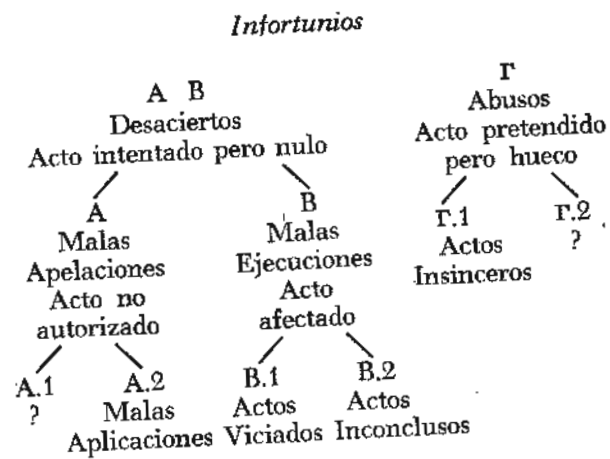 Infortunios
A B
Desaciertos
Acto intentado pero nulo
Γ
Abusos
Acto pretendido
pero hueco
A
Malas
Apelaciones
Acto no
autorizado
B
Malas
Ejecuciones
Acto
afectado
Γ.1
Actos
Insinceros
Γ.2
?
A.1
?
A.2
Malas
Aplicaciones
B.1
Actos
Viciados
B.2
Actos
Inconclusos